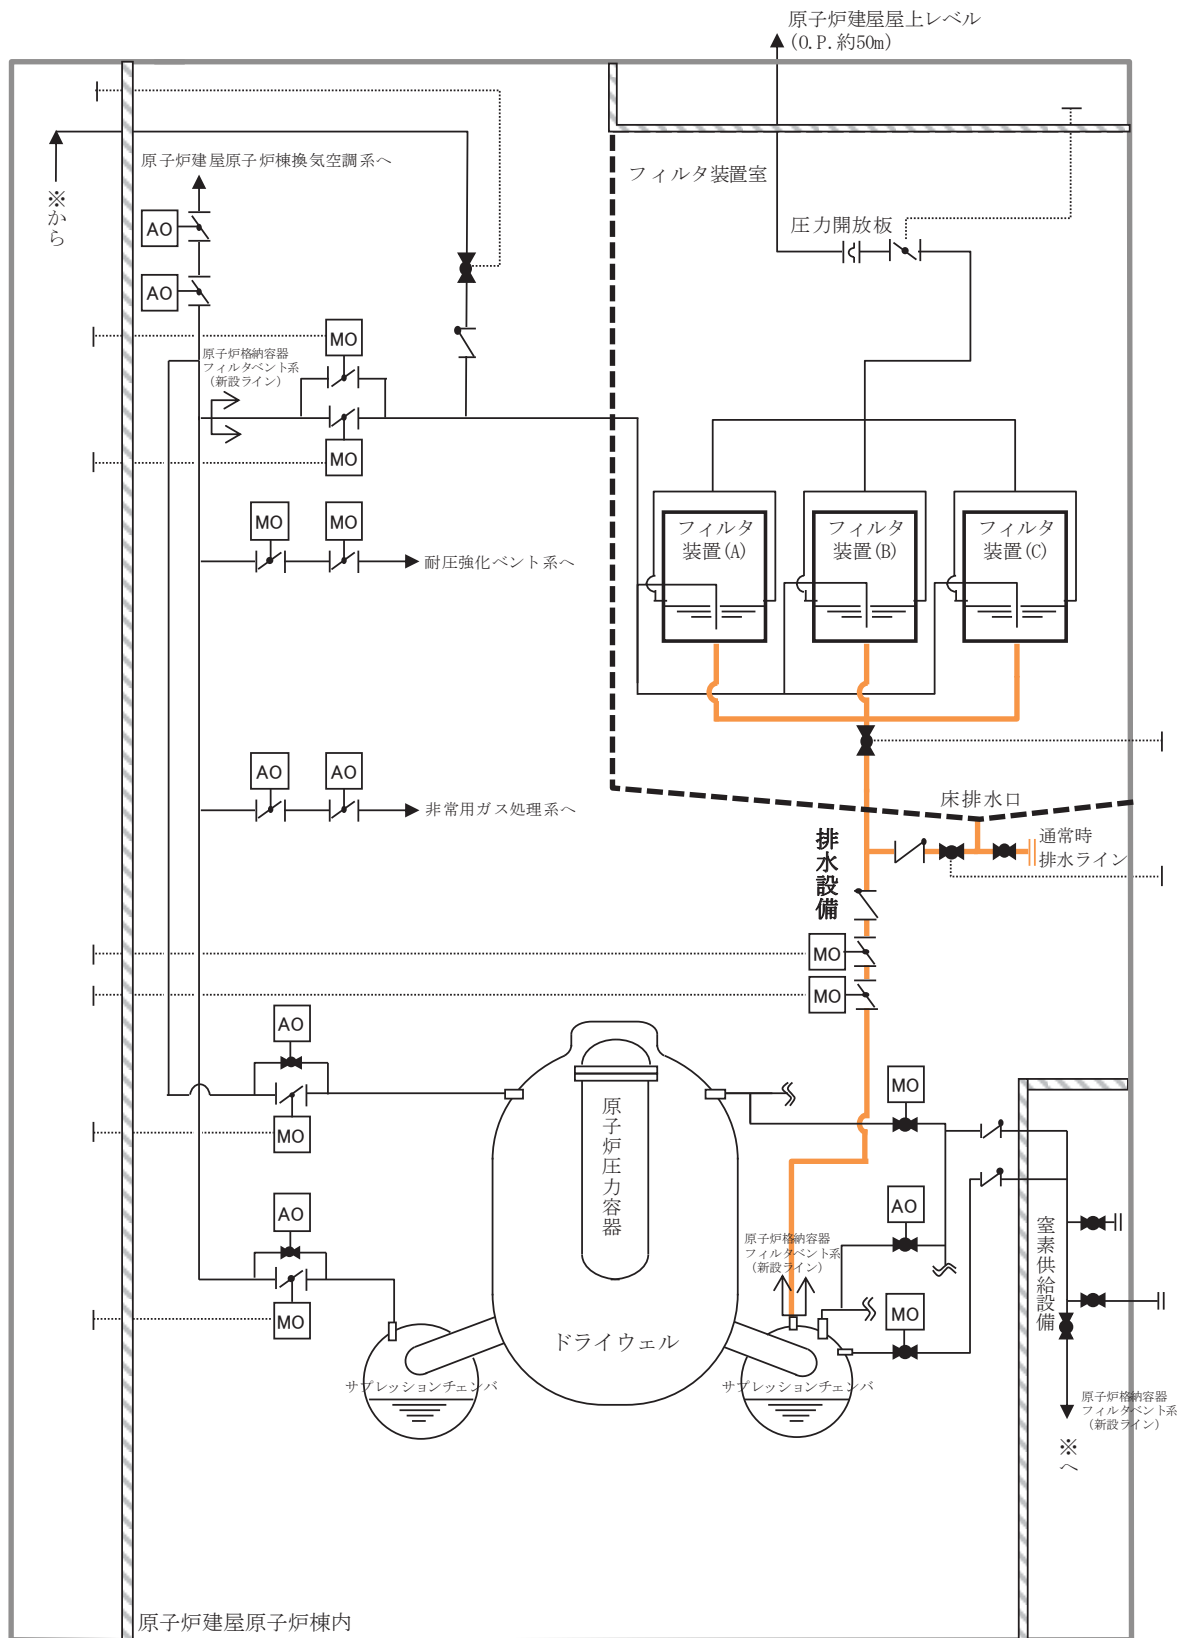 原子炉建屋屋上レベル
(O.P.約50m)
原子炉建屋原子炉棟換気空調系へ
※から
フィルタ装置室
圧力開放板
AO
AO
MO
原子炉格納容器
フィルタベント系
(新設ライン)
MO
MO
MO
耐圧強化ベント系へ
フィルタ
装置(A)
フィルタ
装置(B)
フィルタ
装置(C)
AO
AO
非常用ガス処理系へ
床排水口
通常時
排水ライン
排水設備
MO
MO
AO
MO
原子炉圧力容器
MO
AO
MO
AO
MO
原子炉格納容器
フィルタベント系
(新設ライン)
窒素供給設備
ドライウェル
サプレッションチェンバ
サプレッションチェンバ
原子炉格納容器
フィルタベント系
(新設ライン)
※へ
原子炉建屋原子炉棟内